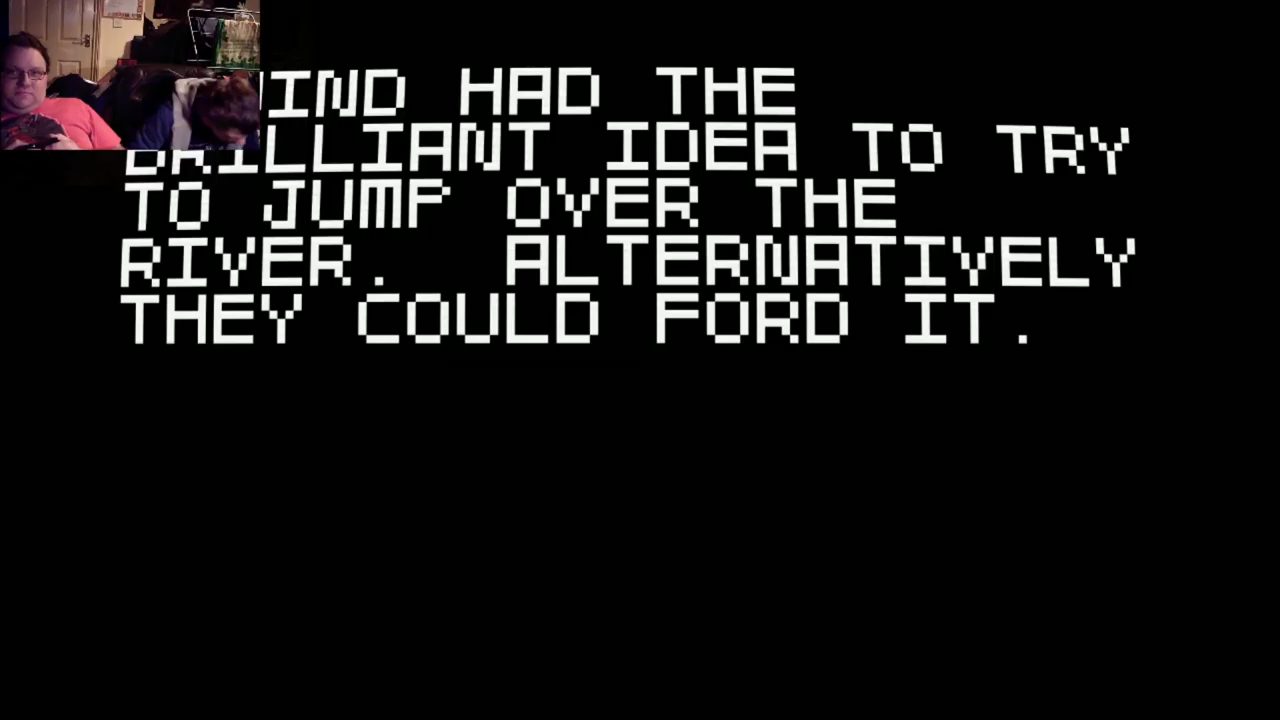 HAD THE
BRILLIANT IDEA TO TRY
TO JUMP OVER THE
RIVER. ALTERNATIVELY
THEY COULD FORD IT.